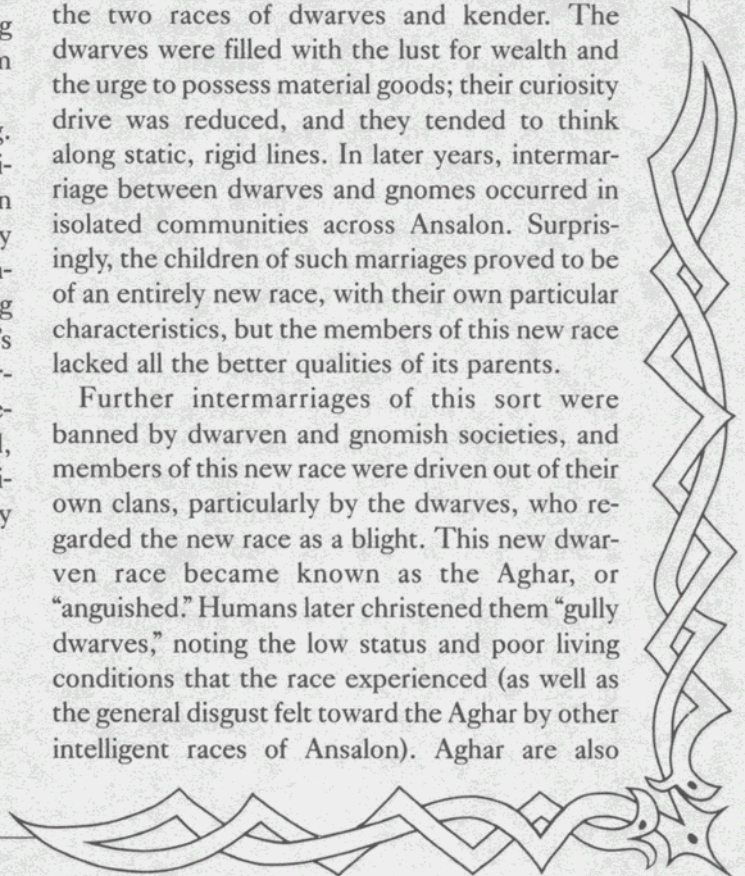 the two races of dwarves and kender. The
dwarves were filled with the lust for wealth and
the urge to possess material goods; their curiosity
drive was reduced, and they tended to think
along static, rigid lines. In later years, intermar-
riage between dwarves and gnomes occurred in
isolated communities across Ansalon. Surpris-
ingly, the children of such marriages proved to be
of an entirely new race, with their own particular
characteristics, but the members of this new race
lacked all the better qualities of its parents.
Further intermarriages of this sort were
banned by dwarven and gnomish societies, and
members of this new race were driven out of their
own clans, particularly by the dwarves, who re-
garded the new race as a blight. This new dwar-
ven race became known as the Aghar, or
“anguished.” Humans later christened them “gully
dwarves,” noting the low status and poor living
conditions that the race experienced (as well as
the general disgust felt toward the Aghar by other
intelligent races of Ansalon). Aghar are also